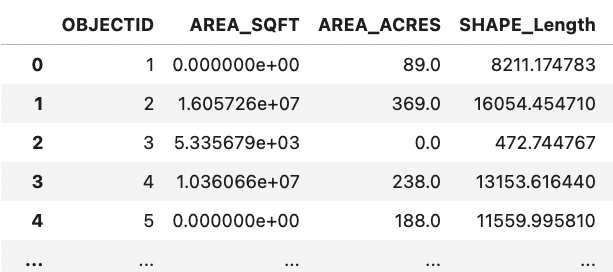 OBJECTID AREA_SQFT AREA_ACRES SHAPE_Length
0 1 0.000000e+00 89.0 8211.174783
1 2 1.605726e+07 369.0 16054.454710
2 3 5.335679e+03 0.0 472.744767
3 4 1.036066e+07 238.0 13153.616440
4 5 0.000000e+00 188.0 11559.995810
... ... ... ... ...